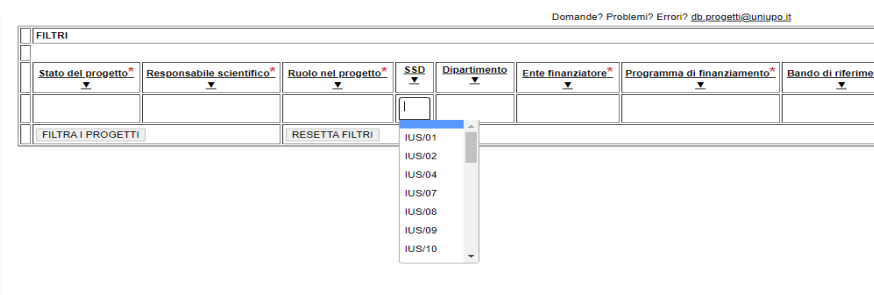 Domande? Problemi? Errori? db.progetti@uniupo.it
FILTRI
Stato del progetto* Responsabile scientifico* Ruolo nel progetto* SSD Dipartimento Ente finanziatore* Programma di finanziamento* Bando di riferime
▼ ▼ ▼ ▼ ▼ ▼ ▼ ▼
FILTRA I PROGETTI RESETTA FILTRI
IUS/01
IUS/02
IUS/04
IUS/07
IUS/08
IUS/09
IUS/10